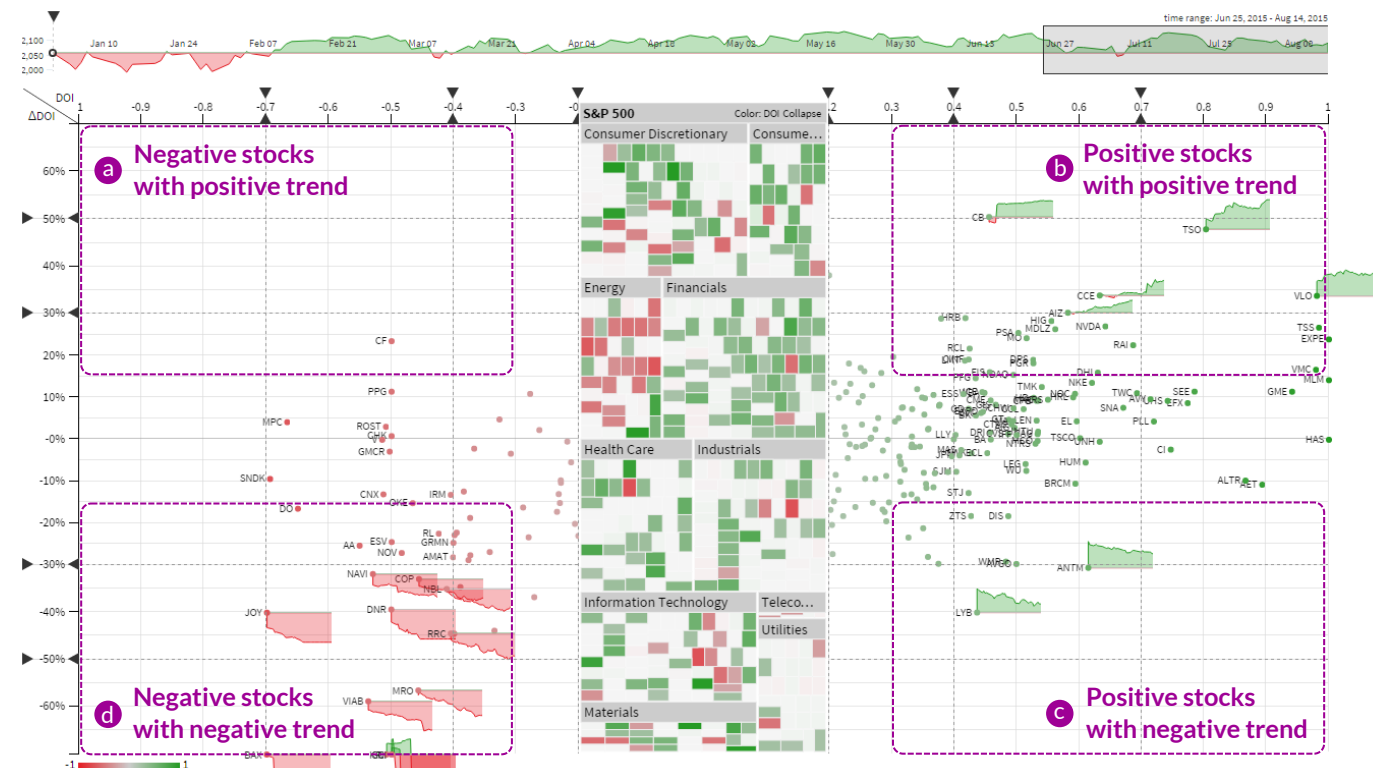 time range: Jun 25, 2015 - Aug 14, 2015
2,100
2,050
2,000
Jan 10
Jan 24
Feb 07
Feb 21
Mar 07
Mar 21
Apr 04
Apr 18
May 02
May 16
May 30
Jun 13
Jun 27
Jul 11
Jul 25
Aug 08
DOI
ΔDOI
-0.9
-0.8
-0.7
-0.6
-0.5
-0.4
-0.3
0.3
0.4
0.5
0.6
0.7
0.8
0.9
1
60%
50%
40%
30%
20%
10%
-0%
-10%
-20%
-30%
-40%
-50%
-60%
a
Negative stocks
with positive trend
b
Positive stocks
with positive trend
c
Positive stocks
with negative trend
d
Negative stocks
with negative trend
S&P 500
Color: DOI Collapse
Consumer Discretionary
Consume...
Energy
Financials
Health Care
Industrials
Information Technology
Teleco...
Utilities
Materials
CF
PPG
MPC
ROST
CHK
GMCR
SNDK
CNX
OKE
IRM
DO
RL
ESV
GRMN
AA
NOV
AMAT
NAVI
COP
NBL
JOY
DNR
RRC
MRO
VIAB
CB
TSO
CCE
VLO
AIZ
HRB
HIG
MDLZ
NVDA
PSA
MO
TSS
EXPE
RCL
RAI
VMC
MLM
DHI
NKE
TMK
TWC
SEE
GME
SNA
EFX
PLL
EL
LEN
LLY
TSCO
UNH
HAS
CI
HUM
LEG
WU
SJM
BRCM
ALTR
AET
STJ
ZTS
DIS
ANTM
LYB
-1
1